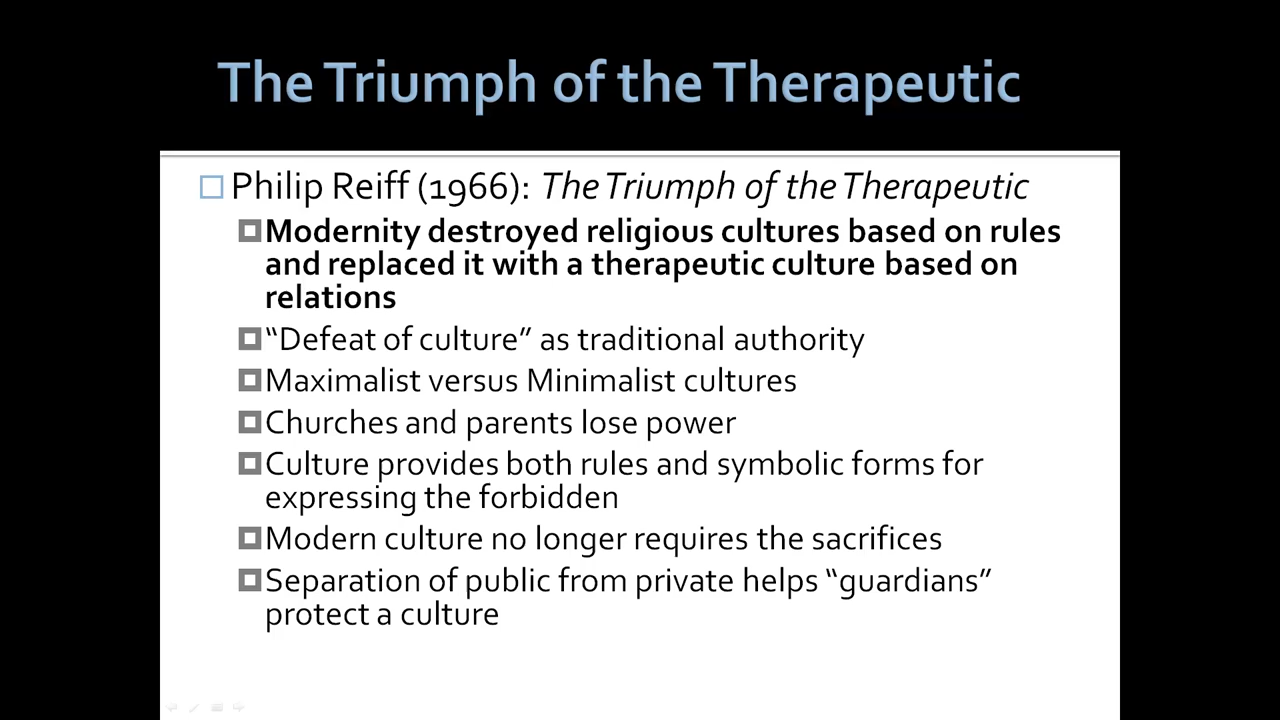 The Triumph of the Therapeutic
Philip Reiff (1966): The Triumph of the Therapeutic
Modernity destroyed religious cultures based on rules
and replaced it with a therapeutic culture based on
relations
“Defeat of culture” as traditional authority
Maximalist versus Minimalist cultures
Churches and parents lose power
Culture provides both rules and symbolic forms for
expressing the forbidden
Modern culture no longer requires the sacrifices
Separation of public from private helps “guardians”
protect a culture